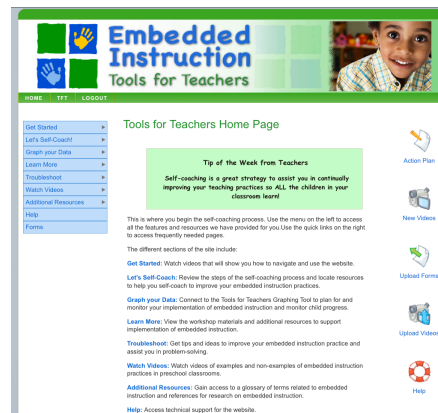 Embedded
Instruction
Tools for Teachers
HOME TFT LOGOUT
Get Started
Let's Self-Coach!
Graph your Data
Learn More
Troubleshoot
Watch Videos
Additional Resources
Help
Forms
Tools for Teachers Home Page
Tip of the Week from Teachers
Self-coaching is a great strategy to assist you in continually
improving your teaching practices so ALL the children in your
classroom learn!
This is where you begin the self-coaching process. Use the menu on the left to access
all the features and resources we have provided for you.Use the quick links on the right
to access frequently needed pages.
The different sections of the site include:
Get Started: Watch videos that will show you how to navigate and use the website.
Let's Self-Coach: Review the steps of the self-coaching process and locate resources
to help you self-coach to improve your embedded instruction practices.
Graph your Data: Connect to the Tools for Teachers Graphing Tool to plan for and
monitor your implementation of embedded instruction and monitor child progress.
Learn More: View the workshop materials and additional resources to support
implementation of embedded instruction.
Troubleshoot: Get tips and ideas to improve your embedded instruction practice and
assist you in problem-solving.
Watch Videos: Watch videos of examples and non-examples of embedded instruction
practices in preschool classrooms.
Additional Resources: Gain access to a glossary of terms related to embedded
instruction and references for research on embedded instruction.
Help: Access technical support for the website.
Action Plan
New Videos
Upload Forms
Upload Videos
Help